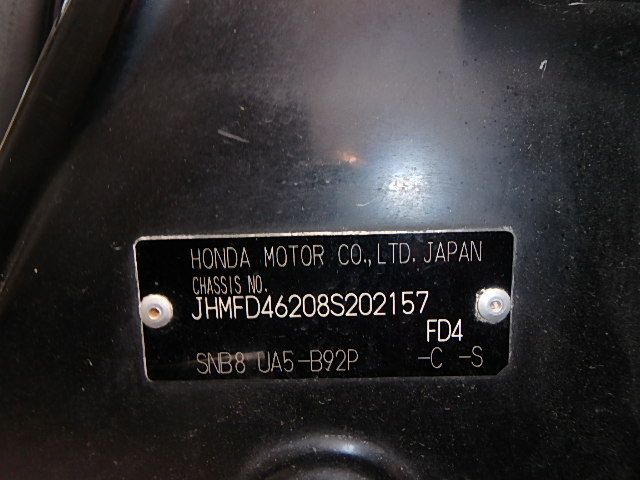 HONDA MOTOR CO.,LTD. JAPAN
CHASSIS NO.
JHMFD46208S202157
FD4
SNB8 UA5-B92P -C -S